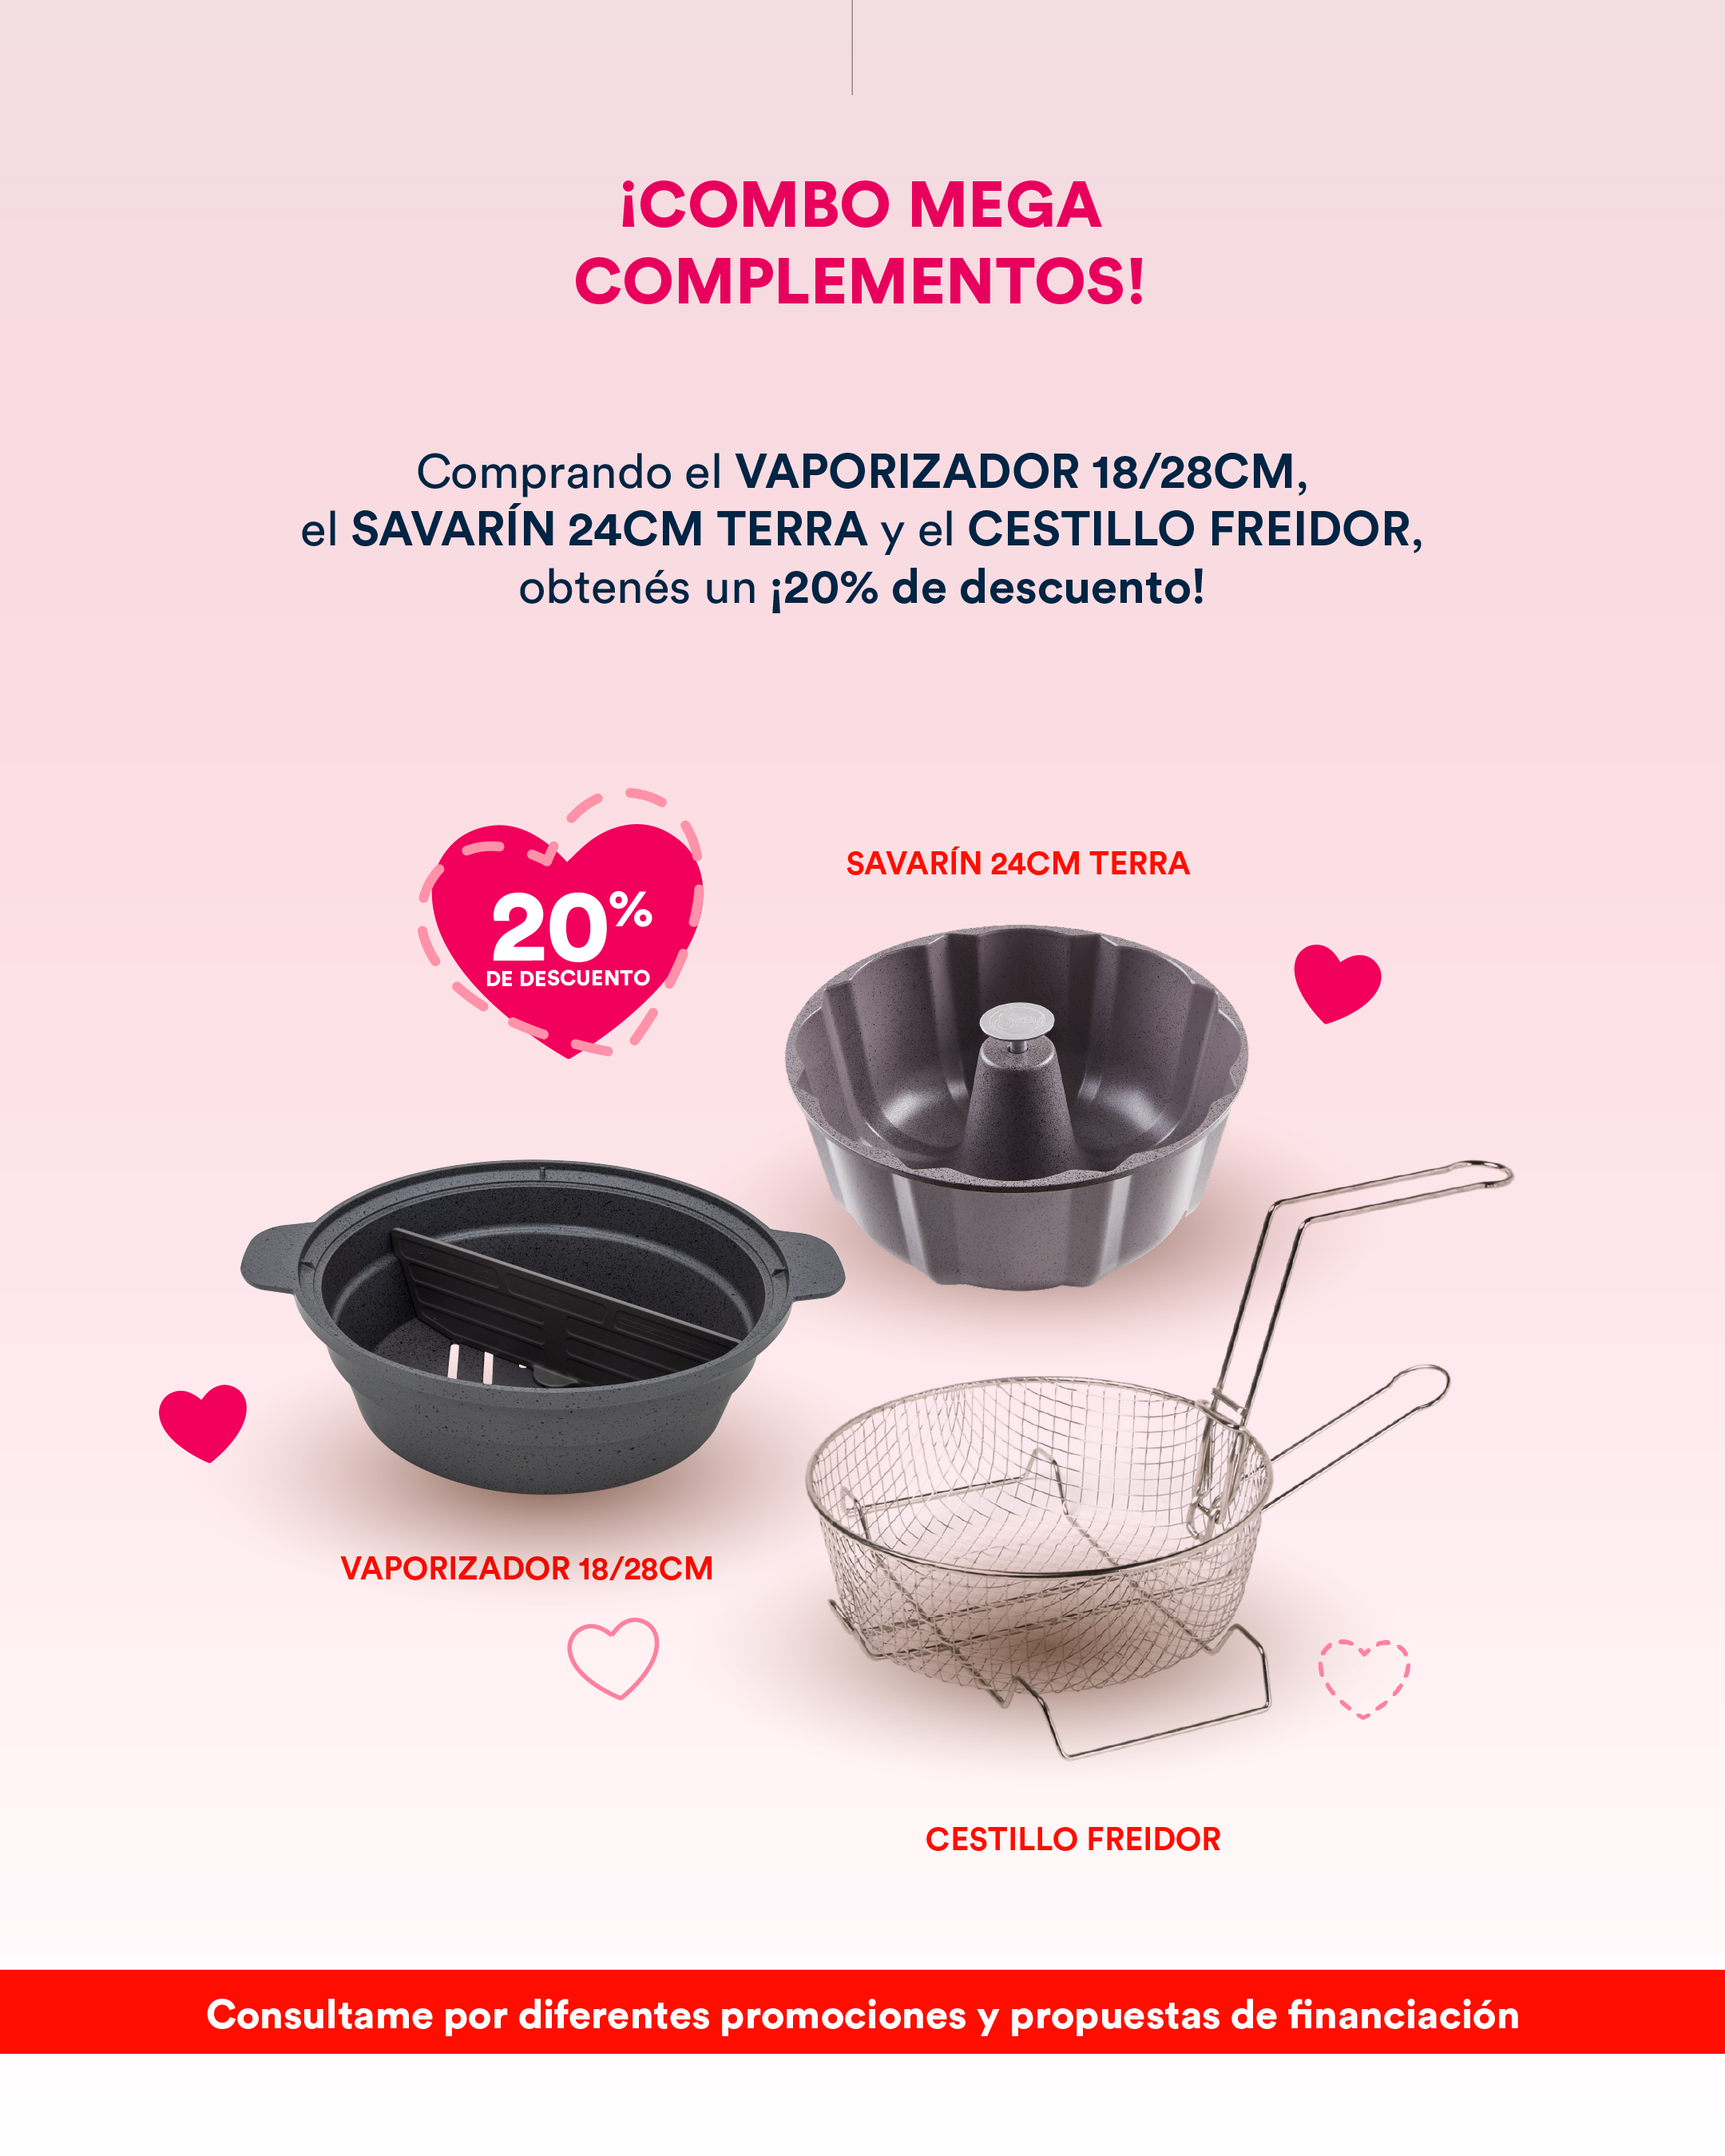 ¡COMBO MEGA
COMPLEMENTOS!
Comprando el VAPORIZADOR 18/28CM,
el SAVARÍN 24CM TERRA y el CESTILLO FREIDOR,
obtenés un ¡20% de descuento!
20%
DE DESCUENTO
SAVARÍN 24CM TERRA
VAPORIZADOR 18/28CM
CESTILLO FREIDOR
Consultame por diferentes promociones y propuestas de financiación